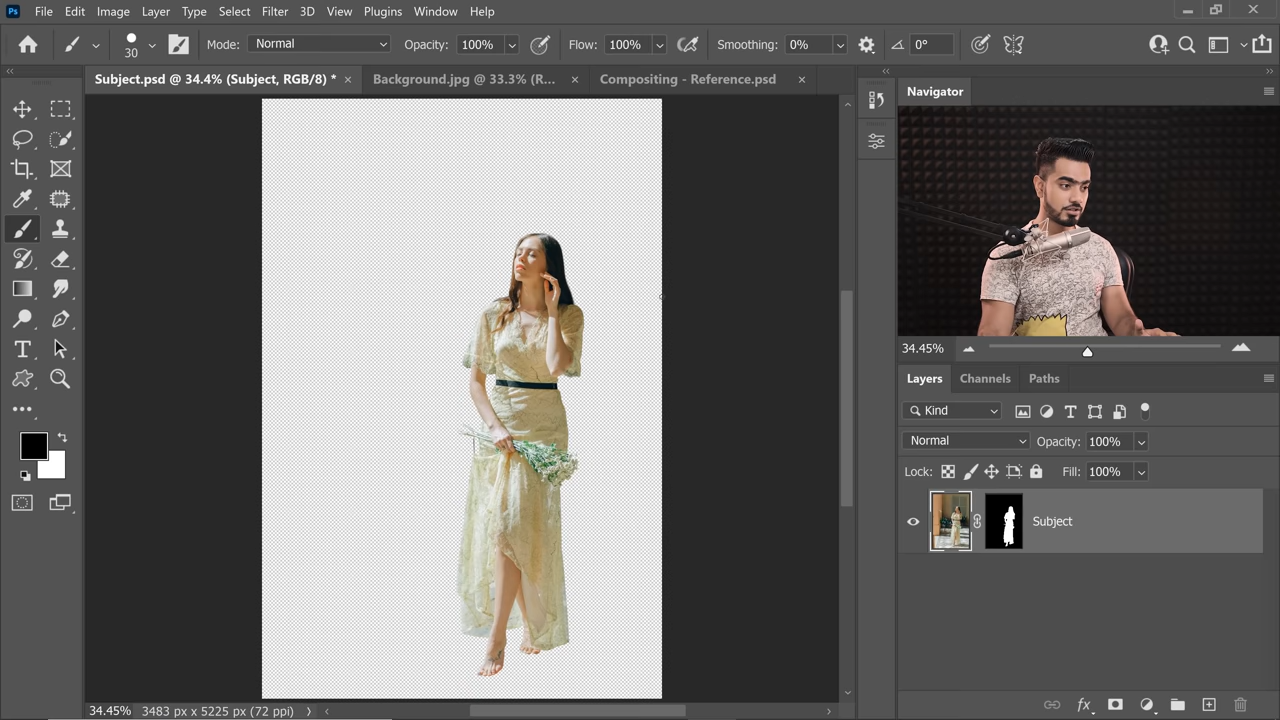 Ps File Edit Image Layer Type Select Filter 3D View Plugins Window Help
30 Mode: Normal Opacity: 100% Flow: 100% Smoothing: 0% 0°
Subject.psd @ 34.4% (Subject, RGB/8) * × Background.jpg @ 33.3% (R... × Compositing - Reference.psd ×
Navigator
34.45%
Layers Channels Paths
Kind
Normal Opacity: 100%
Lock: Fill: 100%
Subject
fx
34.45% 3483 px x 5225 px (72 ppi)